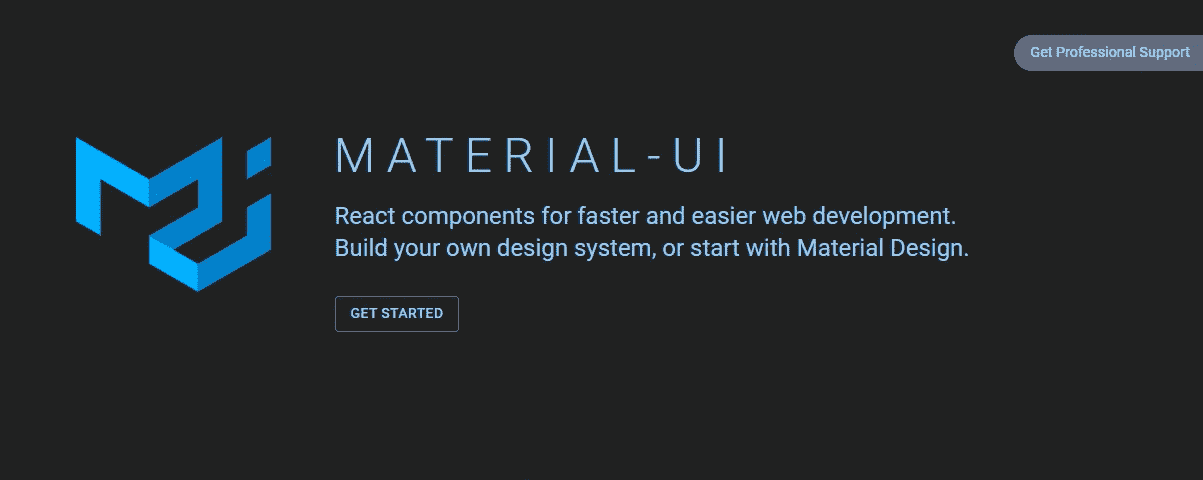 Get Professional Support
MATERIAL-UI
React components for faster and easier web development.
Build your own design system, or start with Material Design.
GET STARTED